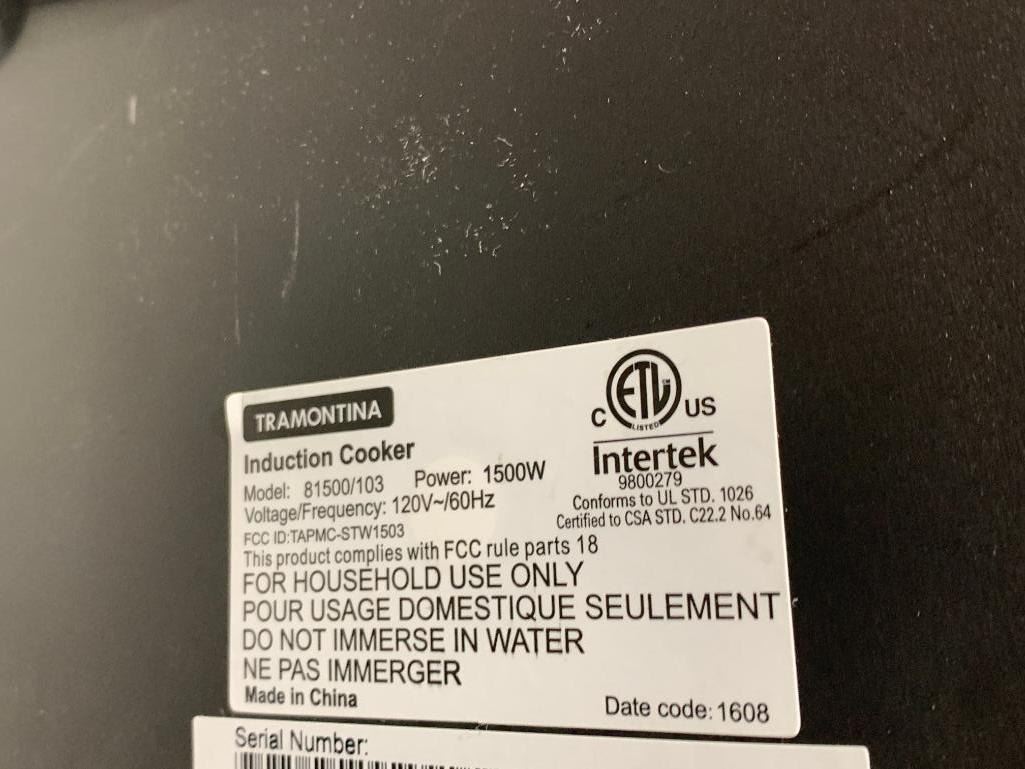 TRAMONTINA
Induction Cooker
Model: 81500/103 Power: 1500W
Voltage/Frequency: 120V~/60Hz
FCC ID:TAPMC-STW1503
This product complies with FCC rule parts 18
C ETL US
LISTED
Intertek
9800279
Conforms to UL STD. 1026
Certified to CSA STD. C22.2 No.64
FOR HOUSEHOLD USE ONLY
POUR USAGE DOMESTIQUE SEULEMENT
DO NOT IMMERSE IN WATER
NE PAS IMMERGER
Made in China
Date code: 1608
Serial Number: